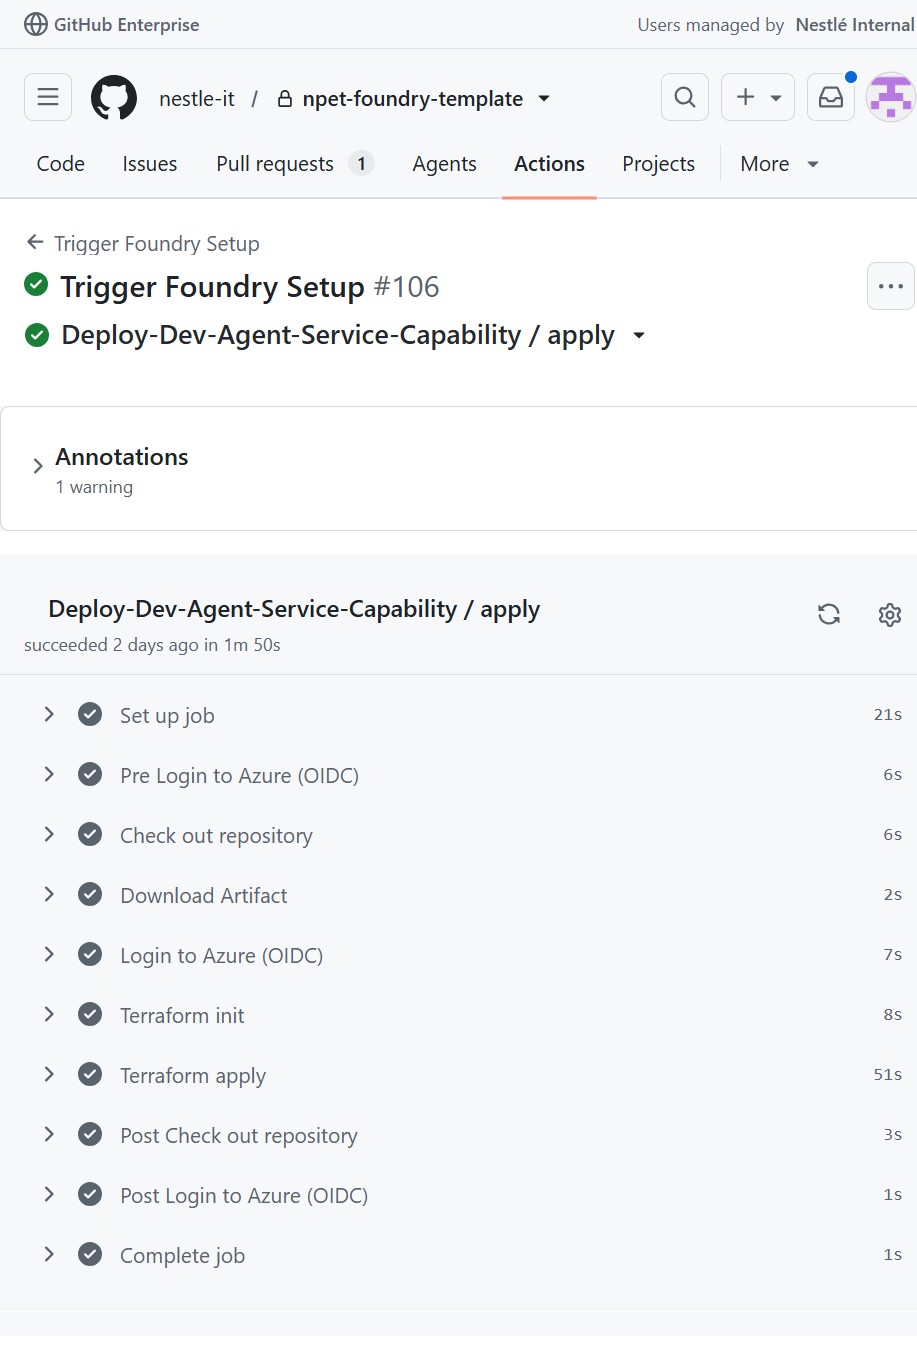 GitHub Enterprise
Users managed by Nestlé Internal
nestle-it / npet-foundry-template
Code Issues Pull requests 1 Agents Actions Projects More
Trigger Foundry Setup
Trigger Foundry Setup #106
Deploy-Dev-Agent-Service-Capability / apply
Annotations
1 warning
Deploy-Dev-Agent-Service-Capability / apply
succeeded 2 days ago in 1m 50s
Set up job 21s
Pre Login to Azure (OIDC) 6s
Check out repository 6s
Download Artifact 2s
Login to Azure (OIDC) 7s
Terraform init 8s
Terraform apply 51s
Post Check out repository 3s
Post Login to Azure (OIDC) 1s
Complete job 1s